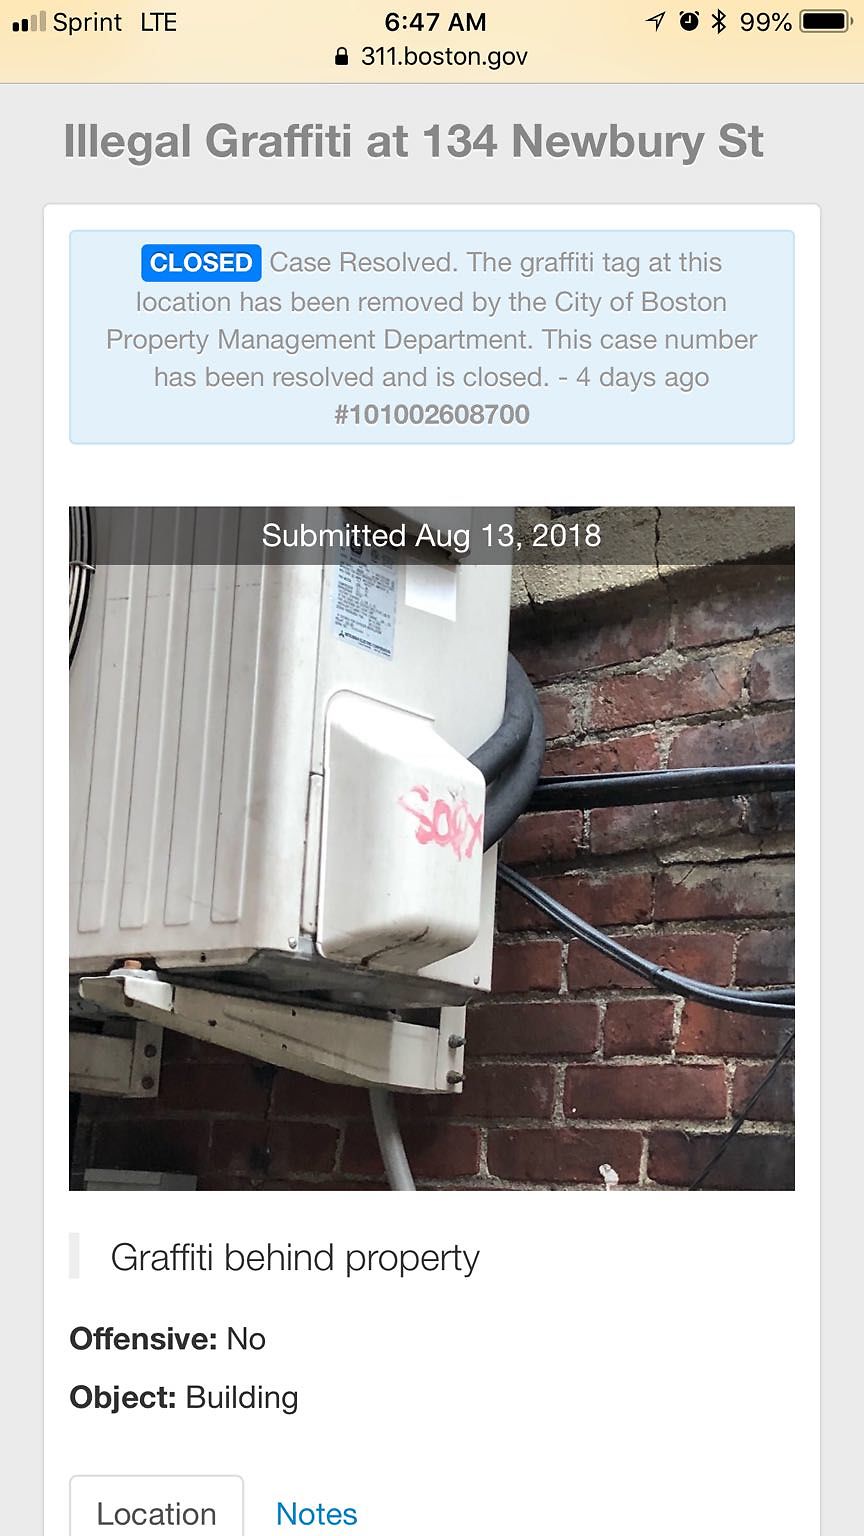 Sprint LTE 6:47 AM 99%
311.boston.gov
Illegal Graffiti at 134 Newbury St
CLOSED Case Resolved. The graffiti tag at this
location has been removed by the City of Boston
Property Management Department. This case number
has been resolved and is closed. - 4 days ago
#101002608700
Submitted Aug 13, 2018
Graffiti behind property
Offensive: No
Object: Building
Location Notes